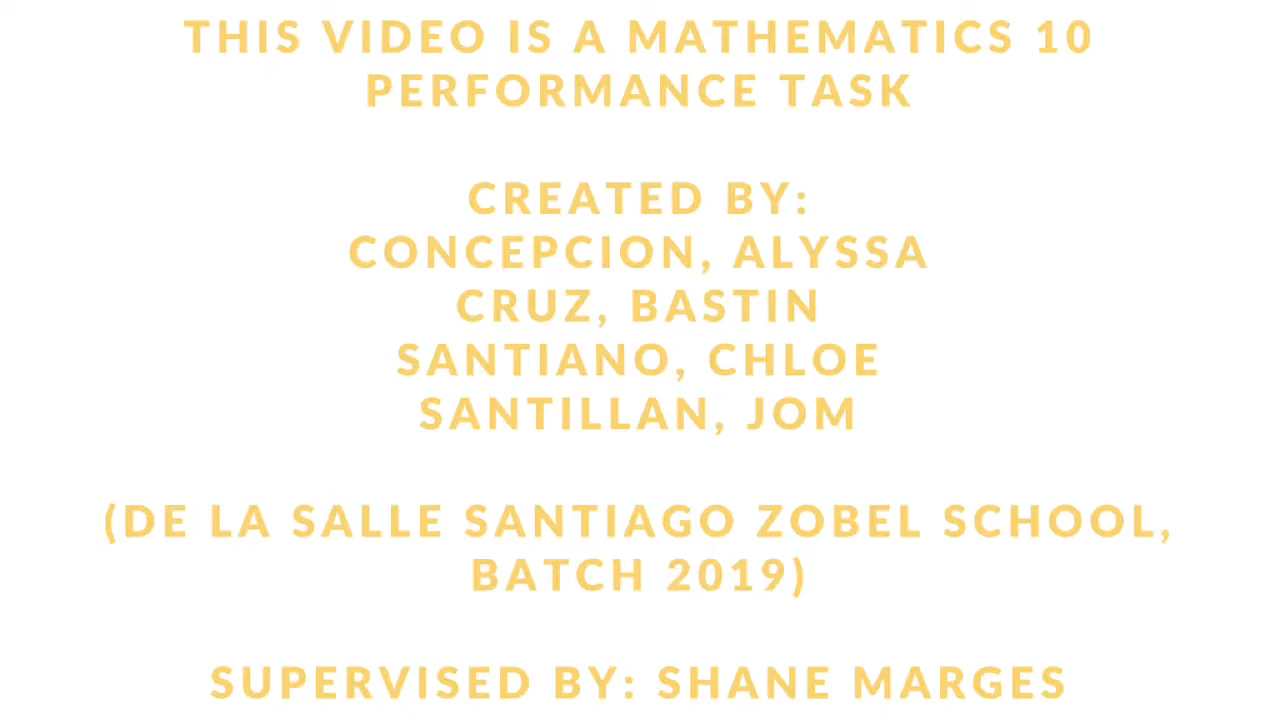 THIS VIDEO IS A MATHEMATICS 10
PERFORMANCE TASK
CREATED BY:
CONCEPCION, ALYSSA
CRUZ, BASTIN
SANTIANO, CHLOE
SANTILLAN, JOM
(DE LA SALLE SANTIAGO ZOBEL SCHOOL,
BATCH 2019)
SUPERVISED BY: SHANE MARGES